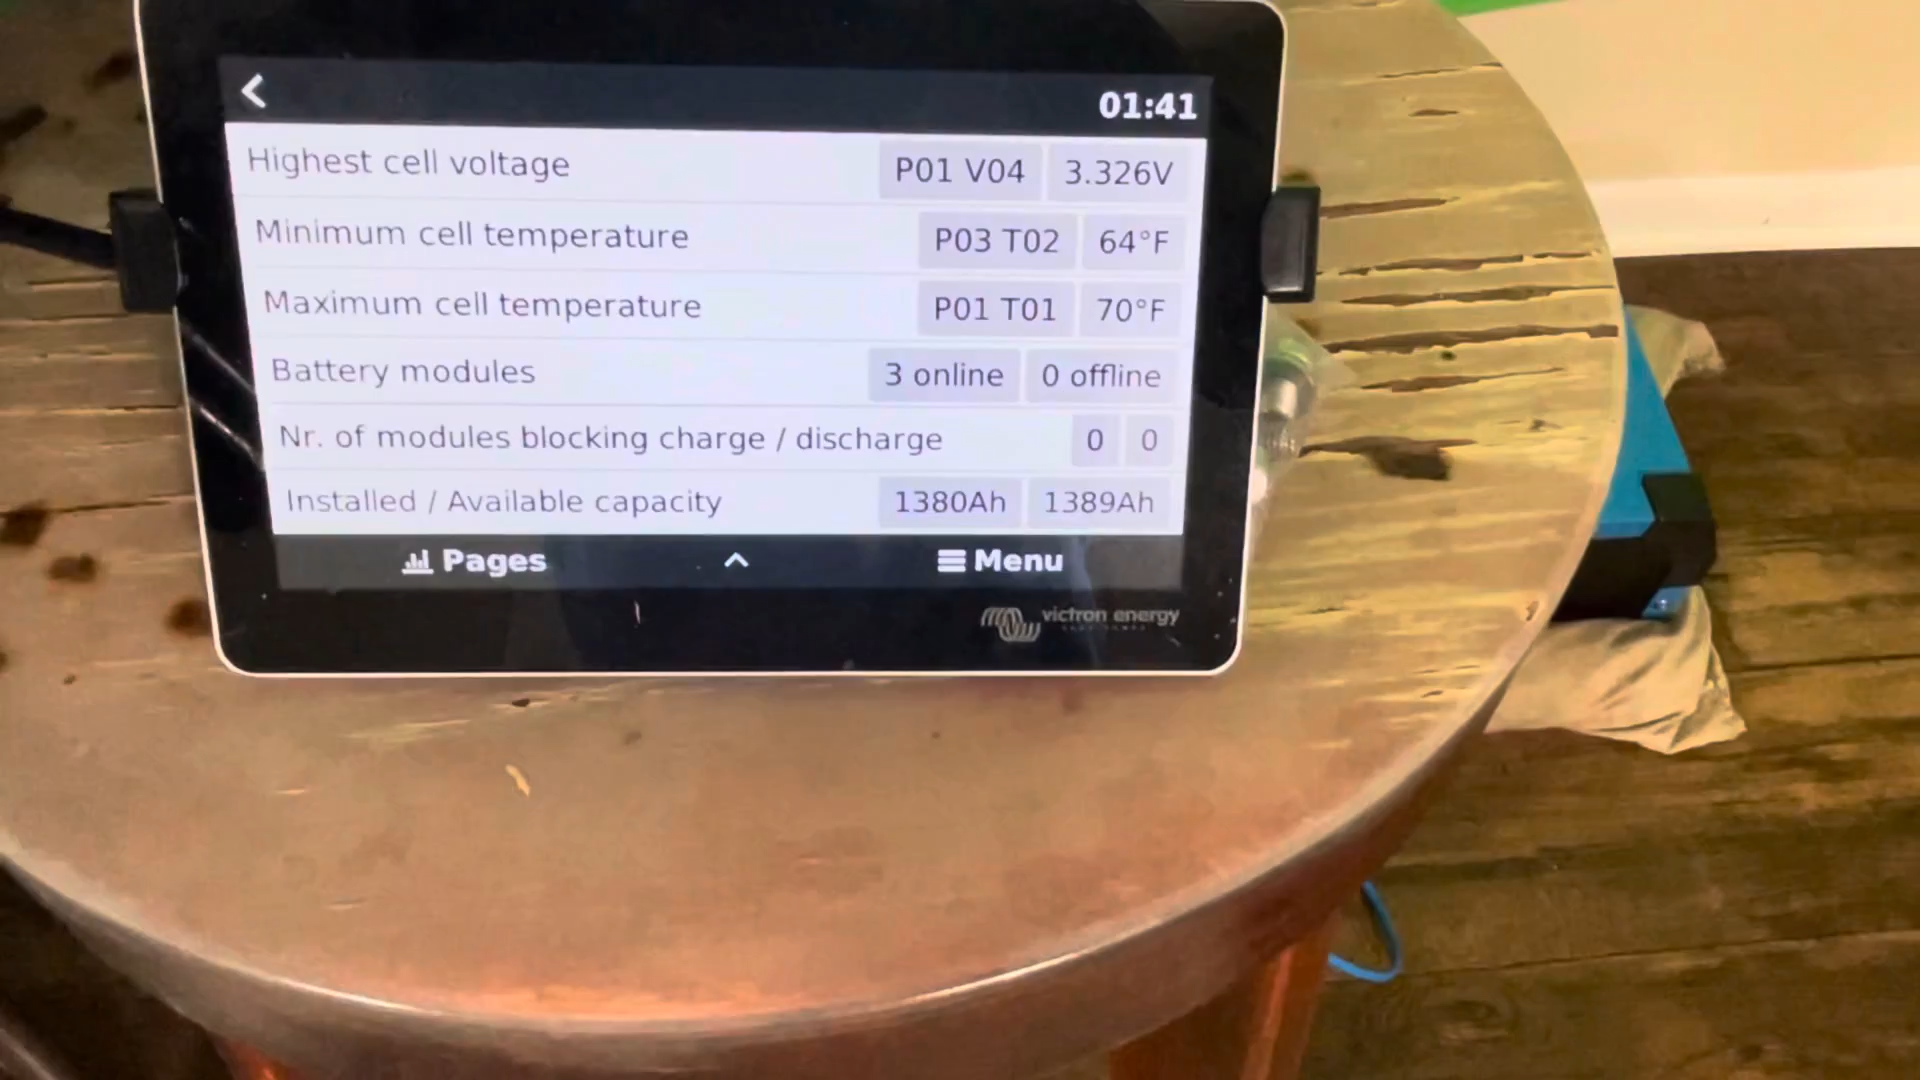 01:41
Highest cell voltage P01 V04 3.326V
Minimum cell temperature P03 T02 64°F
Maximum cell temperature P01 T01 70°F
Battery modules 3 online 0 offline
Nr. of modules blocking charge / discharge 0 0
Installed / Available capacity 1380Ah 1389Ah
Pages Menu
victron energy